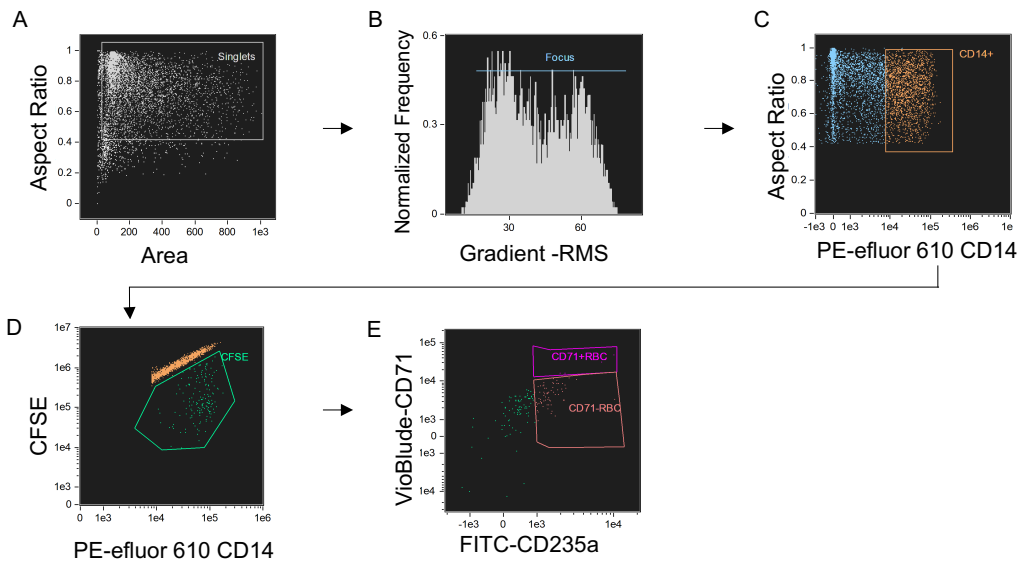 A
Aspect Ratio
1
0.8
0.6
0.4
0.2
0
Singlets
0 200 400 600 800 1e3
Area
B
Normalized Frequency
0.6
0.3
0
Focus
30 60
Gradient -RMS
C
Aspect Ratio
1
0.8
0.6
0.4
0.2
0
CD14+
-1e3 0 1e3 1e4 1e5 1e6 1e
PE-efluor 610 CD14
D
CFSE
1e7
1e6
1e5
1e4
1e3
0
CFSE
0 1e3 1e4 1e5 1e6
PE-efluor 610 CD14
E
VioBlude-CD71
1e5
1e4
1e3
0
1e3
1e4
CD71+RBC
CD71-RBC
-1e3 0 1e3 1e4
FITC-CD235a